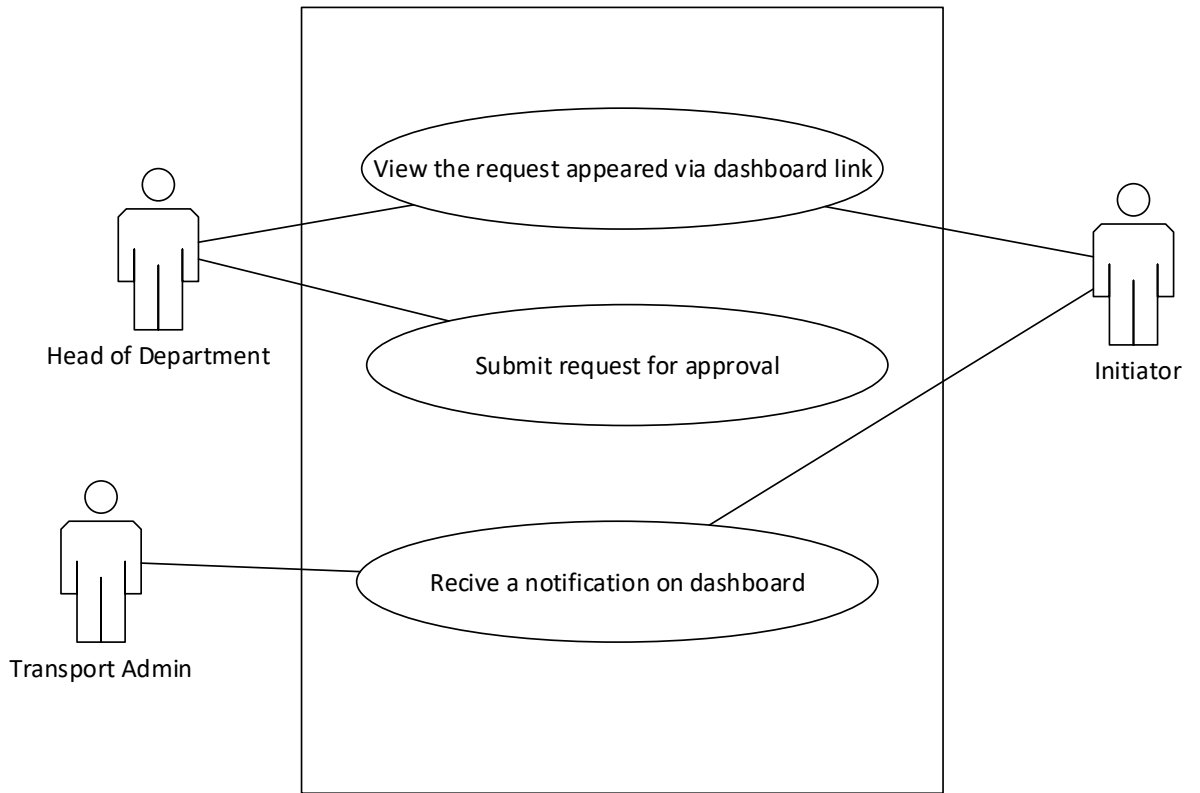 View the request appeared via dashboard link
Head of Department
Submit request for approval
Initiator
Recive a notification on dashboard
Transport Admin